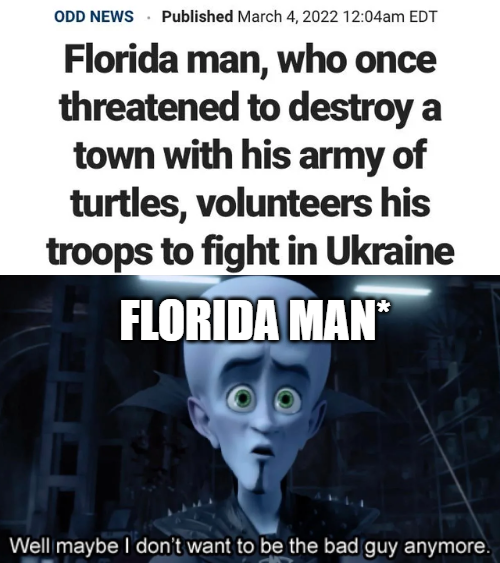 ODD NEWS · Published March 4, 2022 12:04am EDT
Florida man, who once
threatened to destroy a
town with his army of
turtles, volunteers his
troops to fight in Ukraine
FLORIDA MAN*
Well maybe I don't want to be the bad guy anymore.